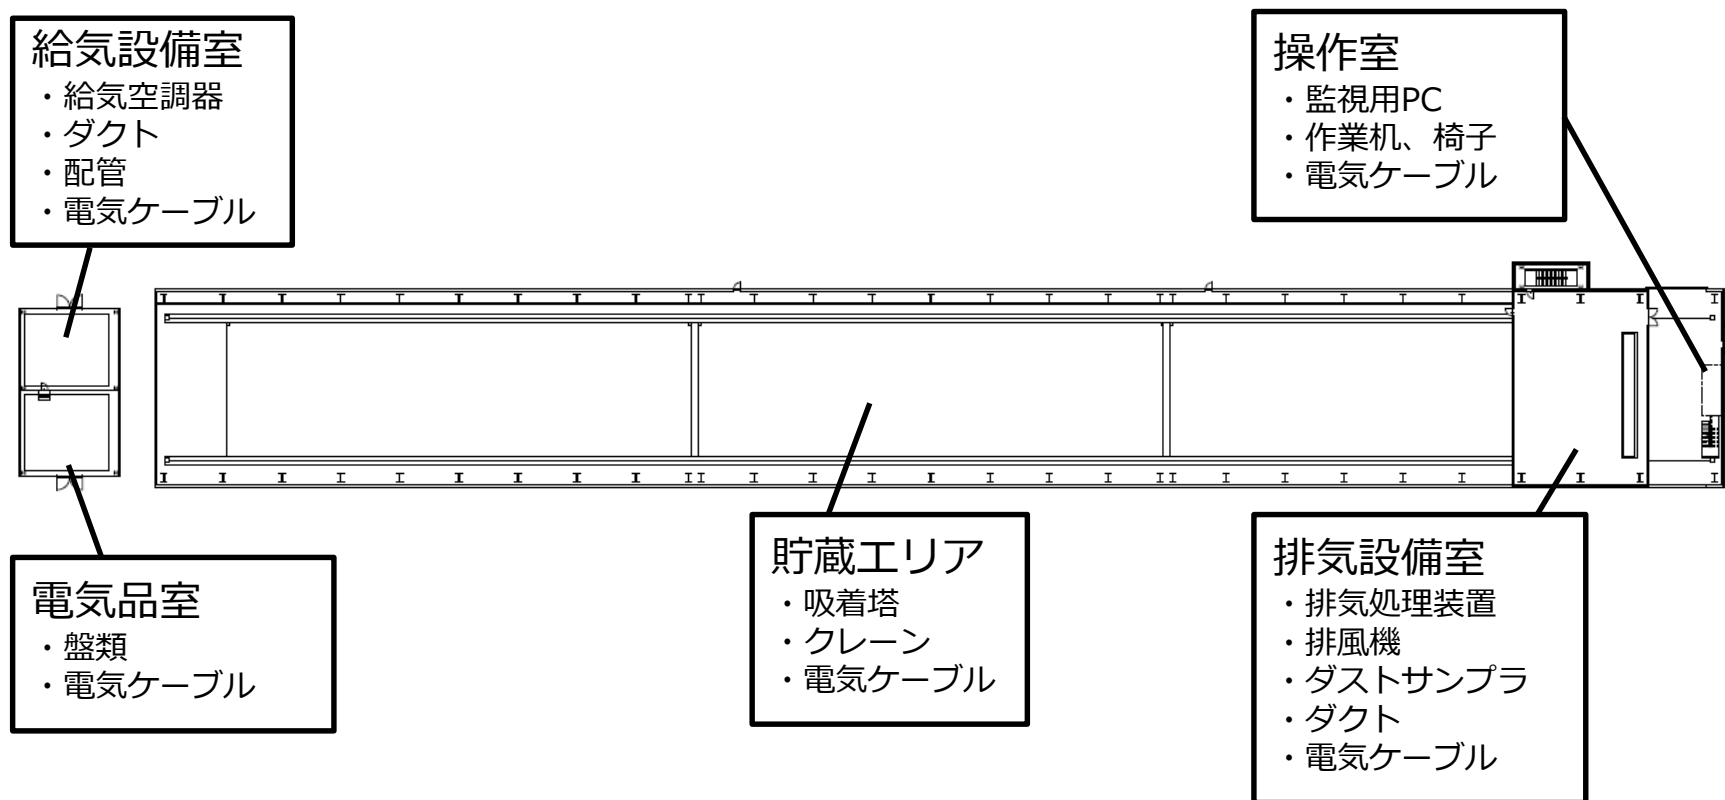 給気設備室
・給気空調器
・ダクト
・配管
・電気ケーブル
操作室
・監視用PC
・作業机、椅子
・電気ケーブル
電気品室
・盤類
・電気ケーブル
貯蔵エリア
・吸着塔
・クレーン
・電気ケーブル
排気設備室
・排気処理装置
・排風機
・ダストサンプラ
・ダクト
・電気ケーブル